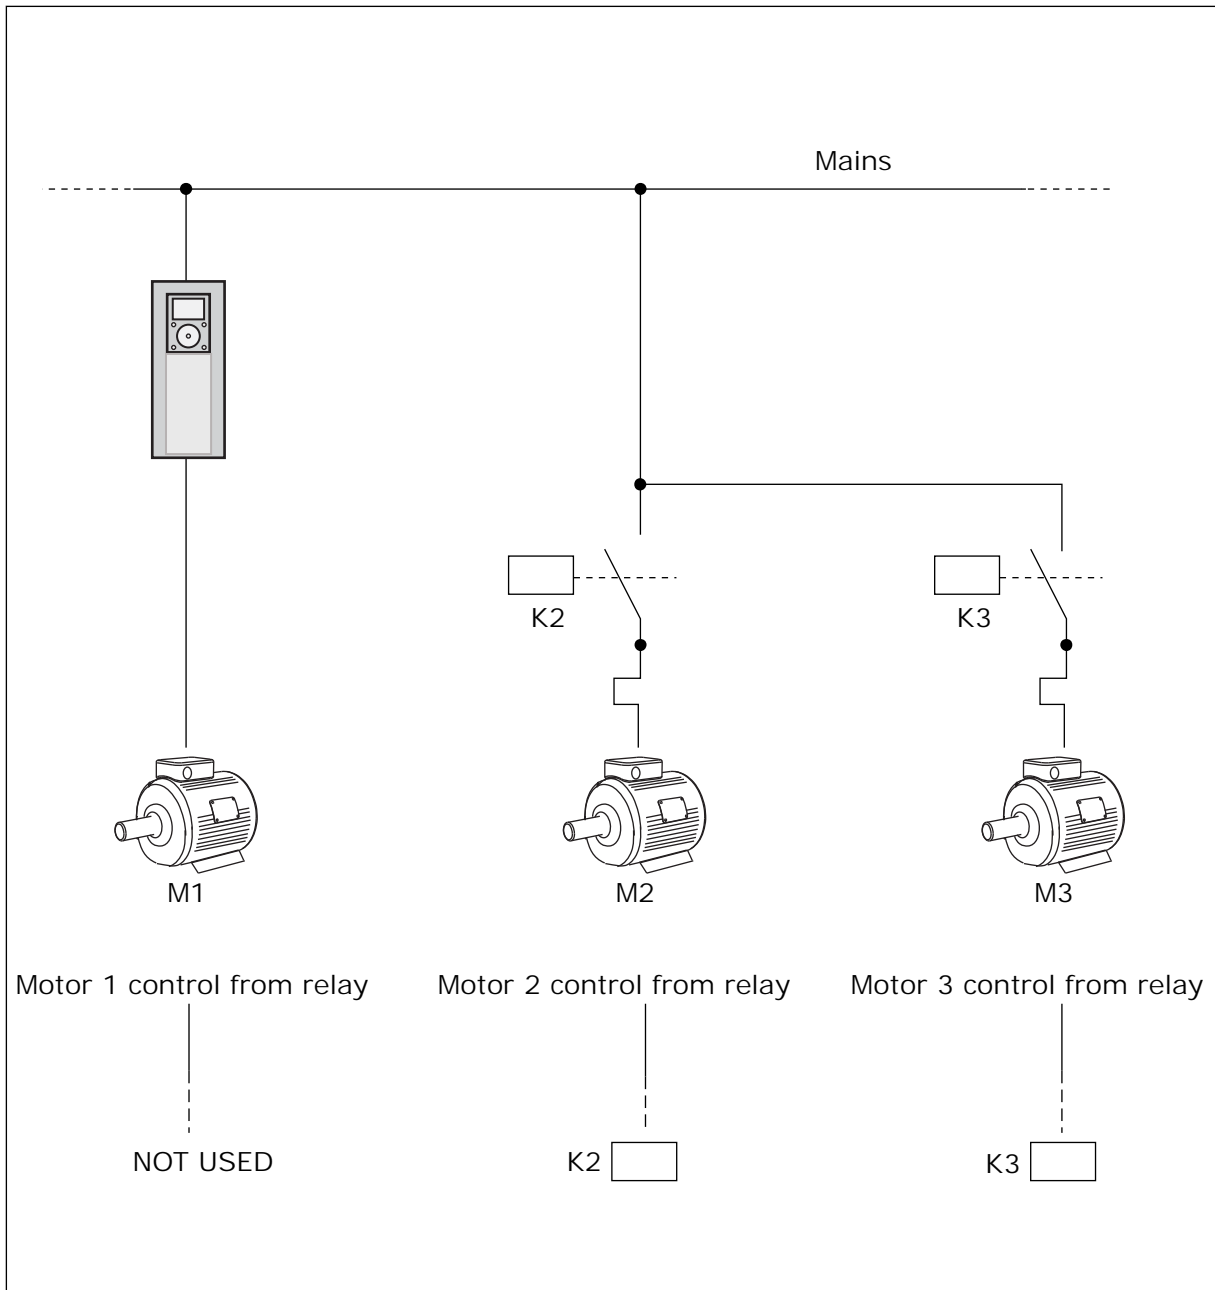 Mains
K2
K3
M1
M2
M3
Motor 1 control from relay
Motor 2 control from relay
Motor 3 control from relay
NOT USED
K2
K3